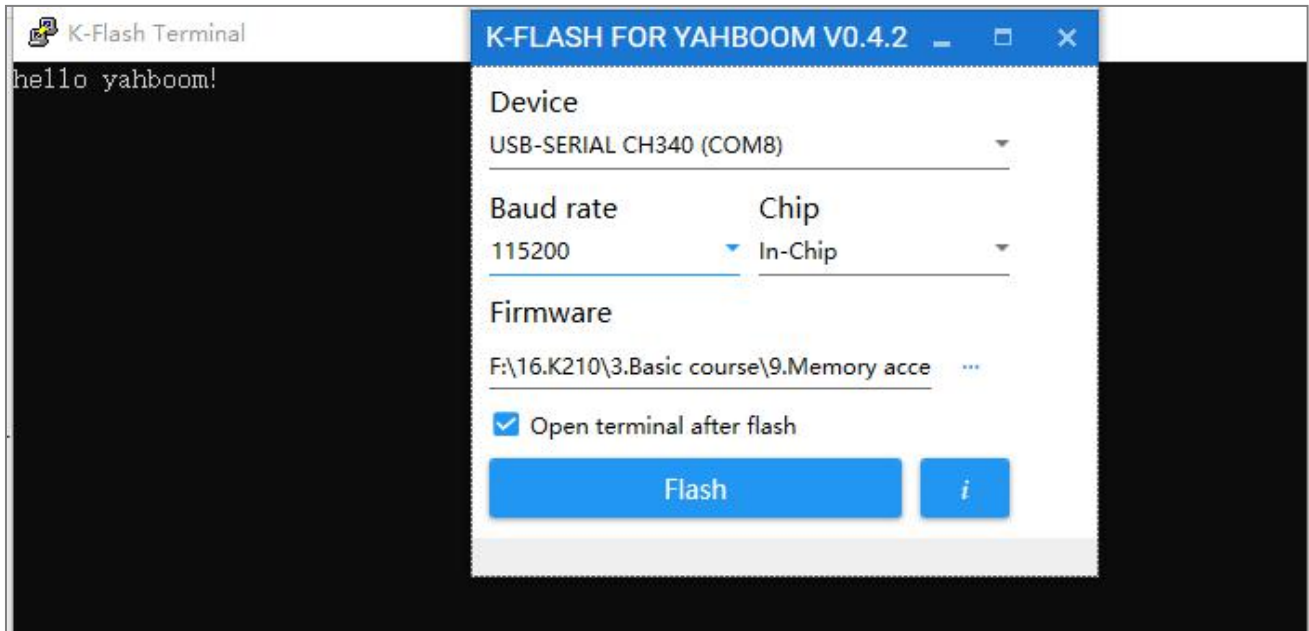 K-Flash Terminal
hello yahboom!
K-FLASH FOR YAHBOOM V0.4.2
Device
USB-SERIAL CH340 (COM8)
Baud rate Chip
115200 In-Chip
Firmware
F:\16.K210\3.Basic course\9.Memory acce ...
Open terminal after flash
Flash i